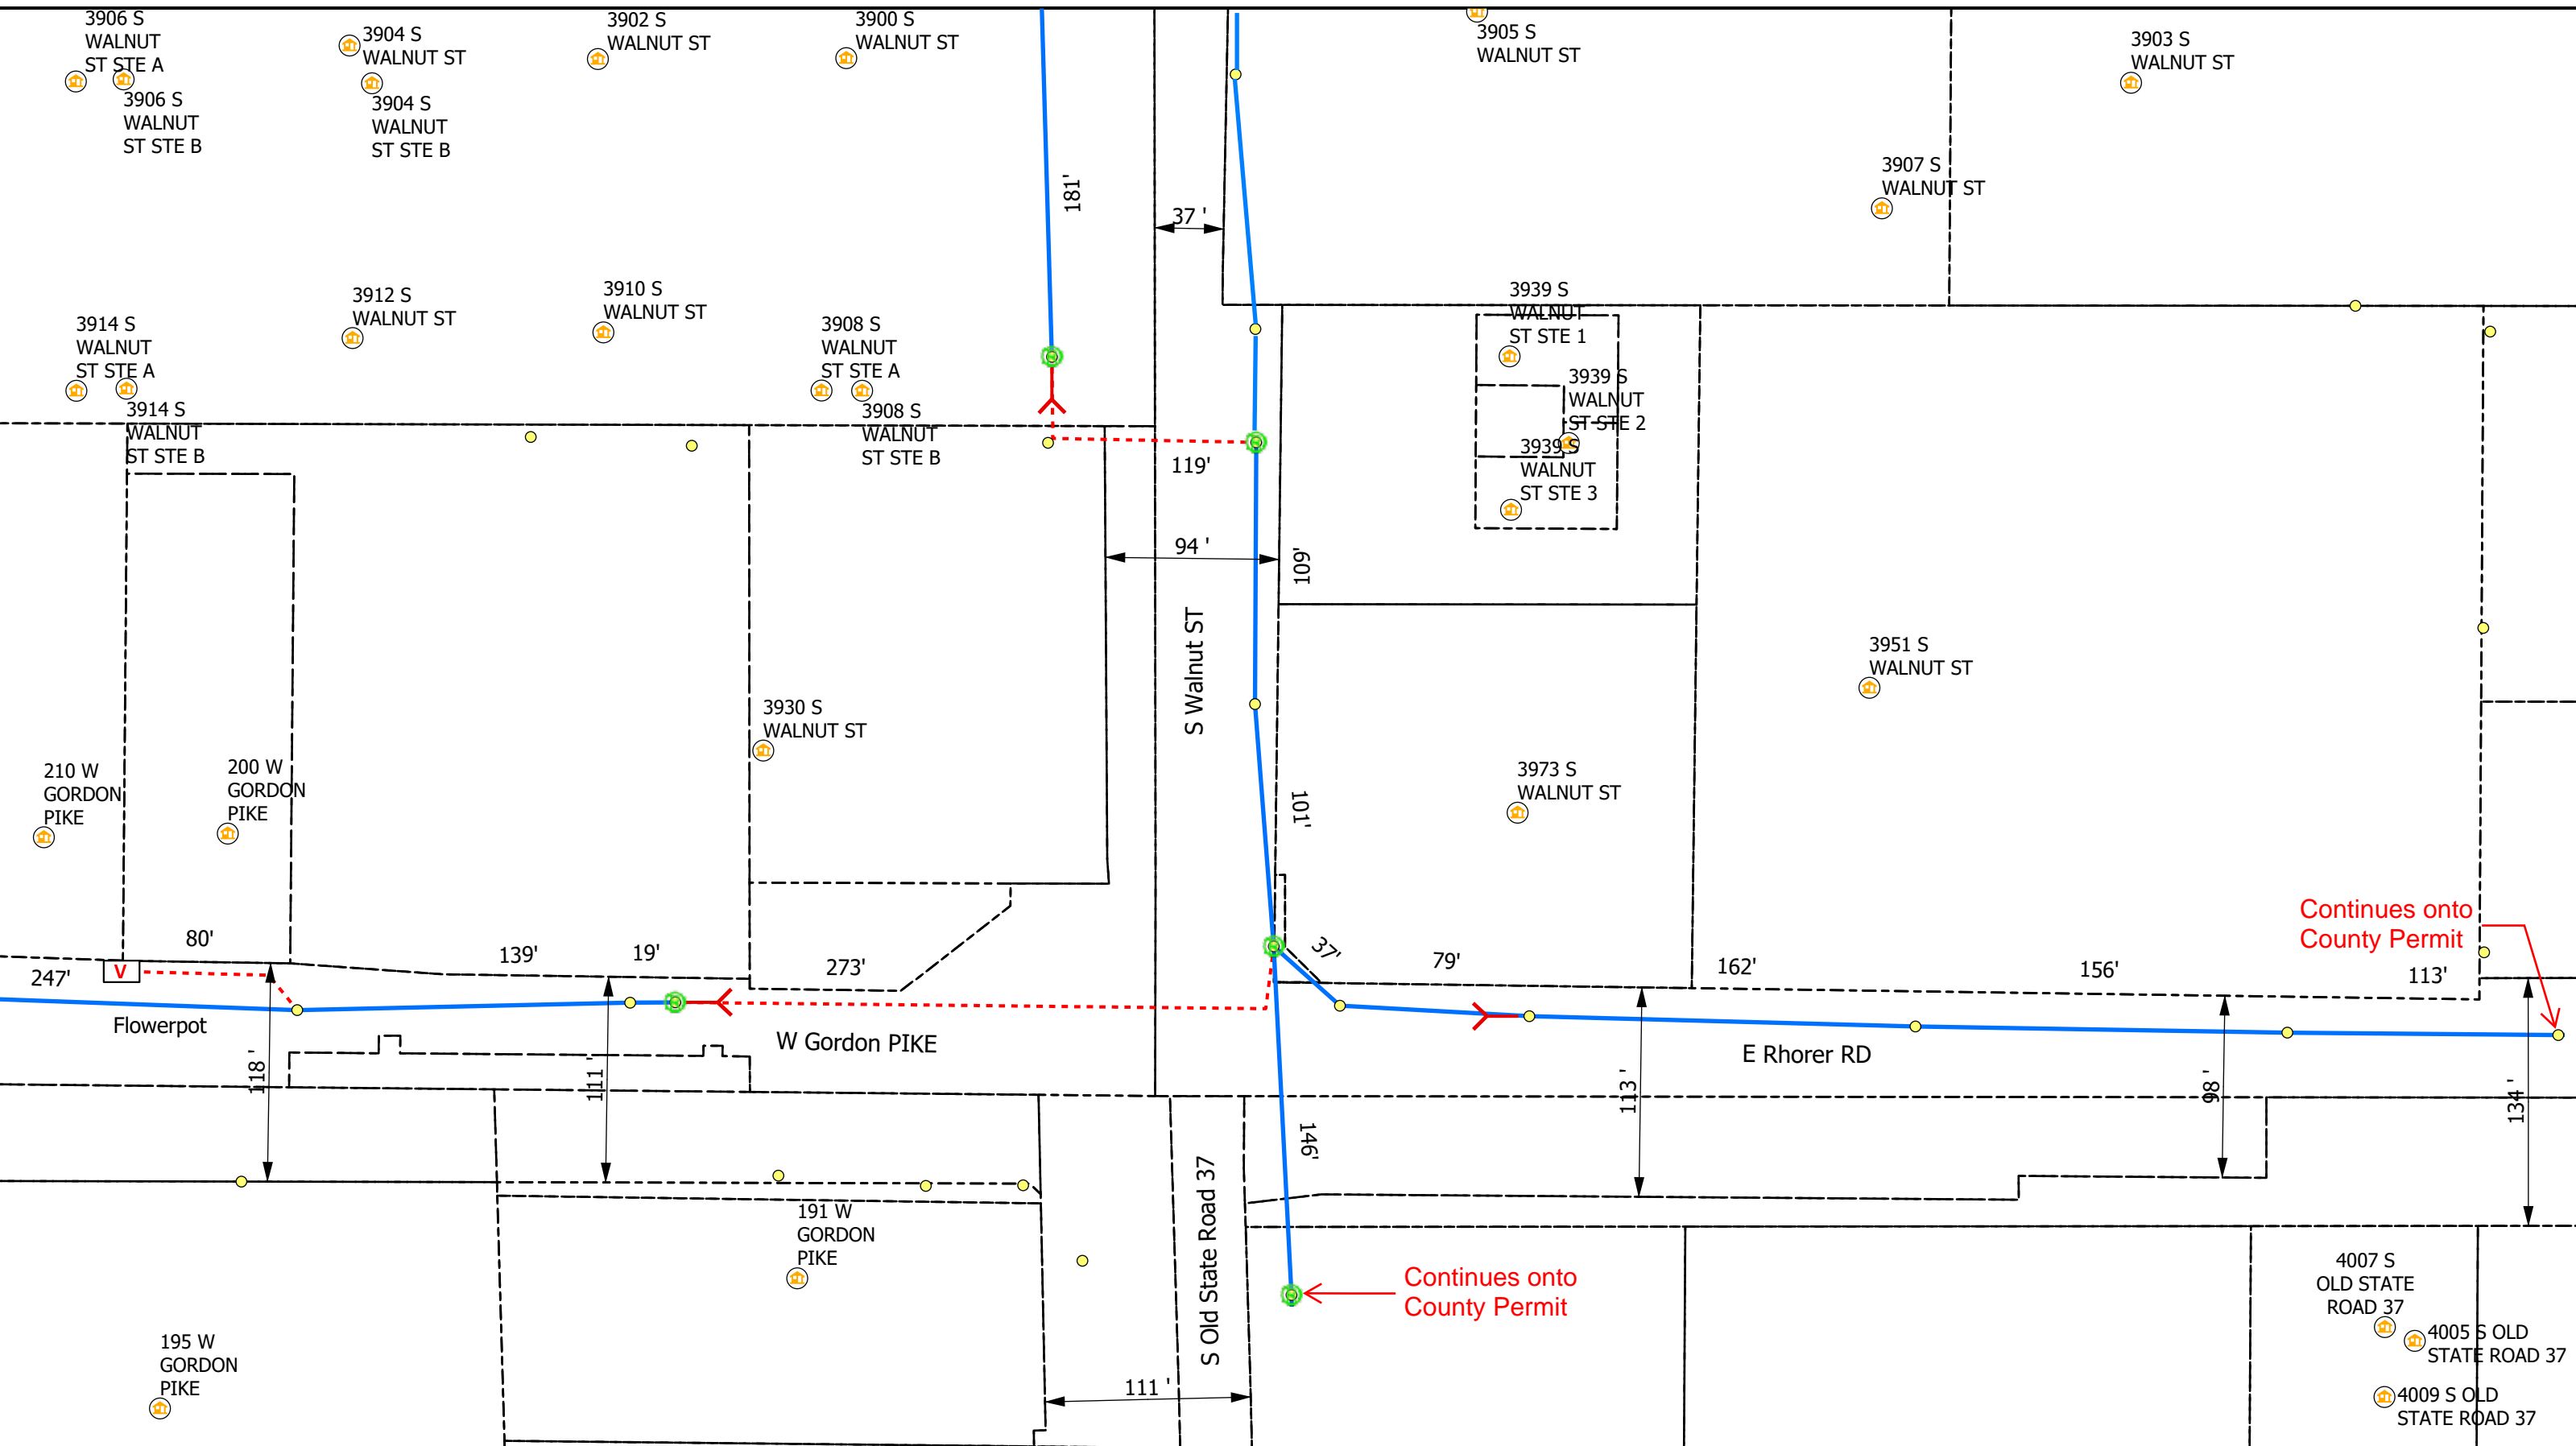 3906 S
WALNUT
ST STE A
3906 S
WALNUT
ST STE B
3904 S
WALNUT ST
3904 S
WALNUT
ST STE B
3902 S
WALNUT ST
3900 S
WALNUT ST
3905 S
WALNUT ST
3903 S
WALNUT ST
3907 S
WALNUT ST
181'
37 '
3914 S
WALNUT
ST STE A
3914 S
WALNUT
ST STE B
3912 S
WALNUT ST
3910 S
WALNUT ST
3908 S
WALNUT
ST STE A
3908 S
WALNUT
ST STE B
3939 S
WALNUT
ST STE 1
3939 S
WALNUT
ST STE 2
3939 S
WALNUT
ST STE 3
119'
94 '
109'
S Walnut ST
3951 S
WALNUT ST
3930 S
WALNUT ST
3973 S
WALNUT ST
210 W
GORDON
PIKE
200 W
GORDON
PIKE
101'
Continues onto
County Permit
80'
139'
19'
273'
37'
79'
162'
156'
113'
247'
V
Flowerpot
W Gordon PIKE
E Rhorer RD
118 '
111 '
113 '
98 '
134 '
146'
S Old State Road 37
191 W
GORDON
PIKE
Continues onto
County Permit
4007 S
OLD STATE
ROAD 37
4005 S OLD
STATE ROAD 37
4009 S OLD
STATE ROAD 37
195 W
GORDON
PIKE
111 '